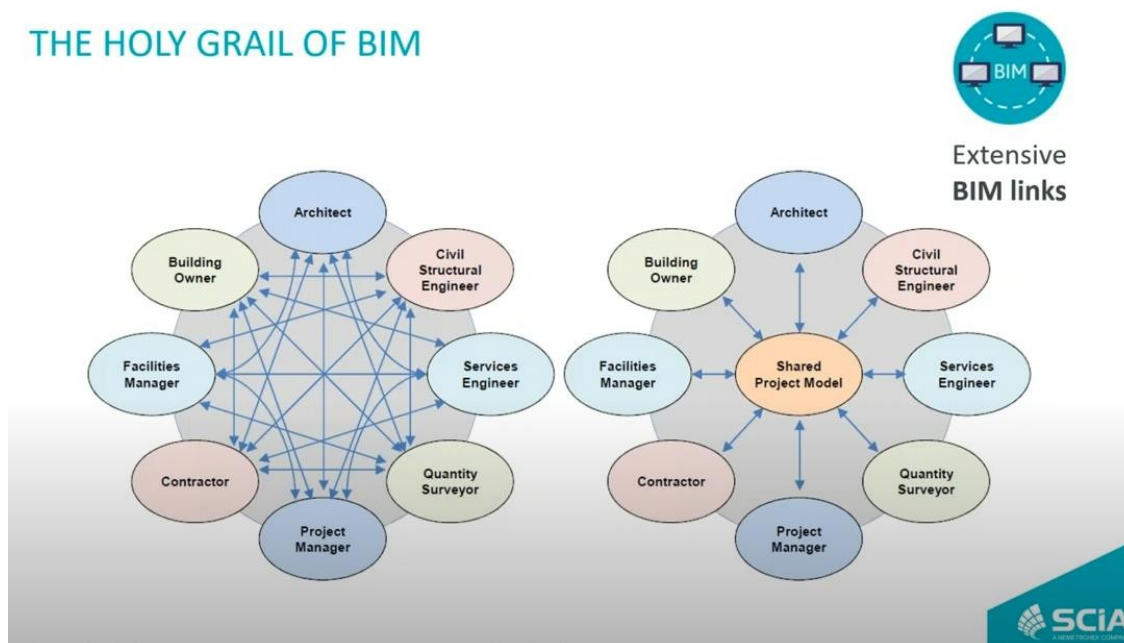 THE HOLY GRAIL OF BIM
BIM
Extensive
BIM links
Architect
Building
Owner
Civil
Structural
Engineer
Facilities
Manager
Services
Engineer
Contractor
Quantity
Surveyor
Project
Manager
Architect
Building
Owner
Civil
Structural
Engineer
Facilities
Manager
Shared
Project Model
Services
Engineer
Contractor
Quantity
Surveyor
Project
Manager
SCiA
A NEMETSCHEK COMPA